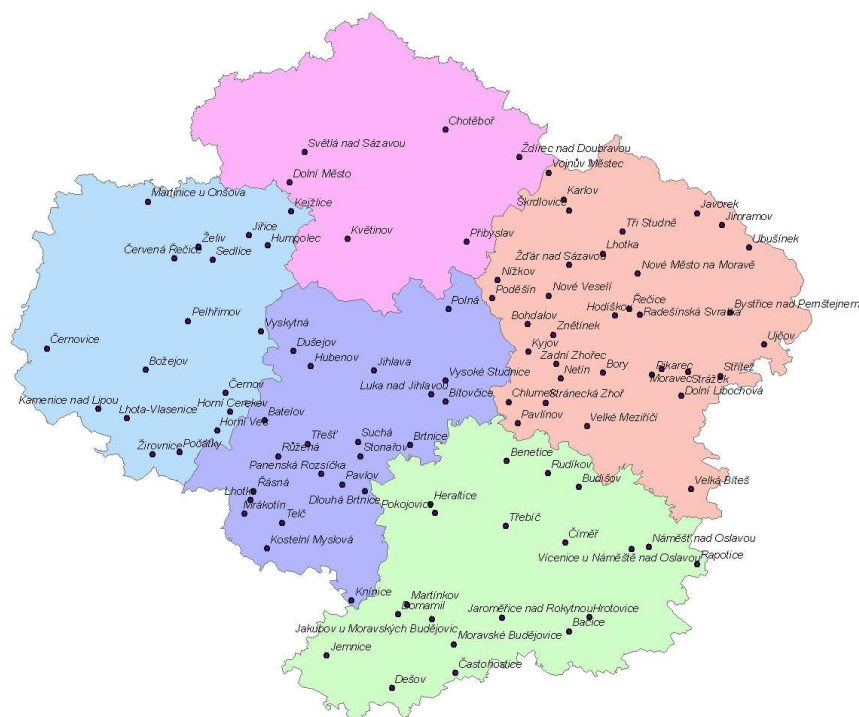 Chotěboř
Světlá nad Sázavou
Ždírec nad Doubravou
Vojnův Městec
Dolní Město
Martinice u Onšova
Karlov
Škrdlovice
Kejžlice
Javorek
Jimramov
Jiřice
Květinov
Přibyslav
Tři Studně
Želiv
Humpolec
Lhotka
Ubušínek
Červená Řečice
Sedlice
Žďár nad Sázavou
Nížkov
Nové Město na Moravě
Poděšín
Nové Veselí
Polná
Řečice
Bystřice nad Pernštejnem
Hodíškov
Radešínská Svratka
Pelhřimov
Bohdalov
Vyskytná
Znětínek
Černovice
Dušejov
Kyjov
Ujčov
Hubenov
Jihlava
Zadní Zhořec
Božejov
Vysoké Studnice
Netín
Bory
Pikarec
Střítež
Moravec
Strážek
Luka nad Jihlavou
Černov
Dolní Libochová
Bítovčice
Chlumek
Stránecká Zhoř
Kamenice nad Lipou
Horní Cerekev
Lhota-Vlasenice
Batelov
Pavlínov
Velké Meziříčí
Horní Ves
Třešť
Suchá
Brtnice
Žirovnice
Počátky
Růžená
Stonařov
Benetice
Panenská Rozsíčka
Rudíkov
Pavlov
Budišov
Řásná
Velká Bíteš
Lhotka
Dlouhá Brtnice
Heraltice
Mrákotín
Pokojovice
Telč
Třebíč
Čiměř
Náměšť nad Oslavou
Kostelní Myslová
Vícenice u Náměště nad Oslavou
Rapotice
Knínice
Martínkov
Domamil
Jaroměřice nad Rokytnou
Hrotovice
Jakubov u Moravských Budějovic
Bačice
Moravské Budějovice
Jemnice
Častohostice
Dešov